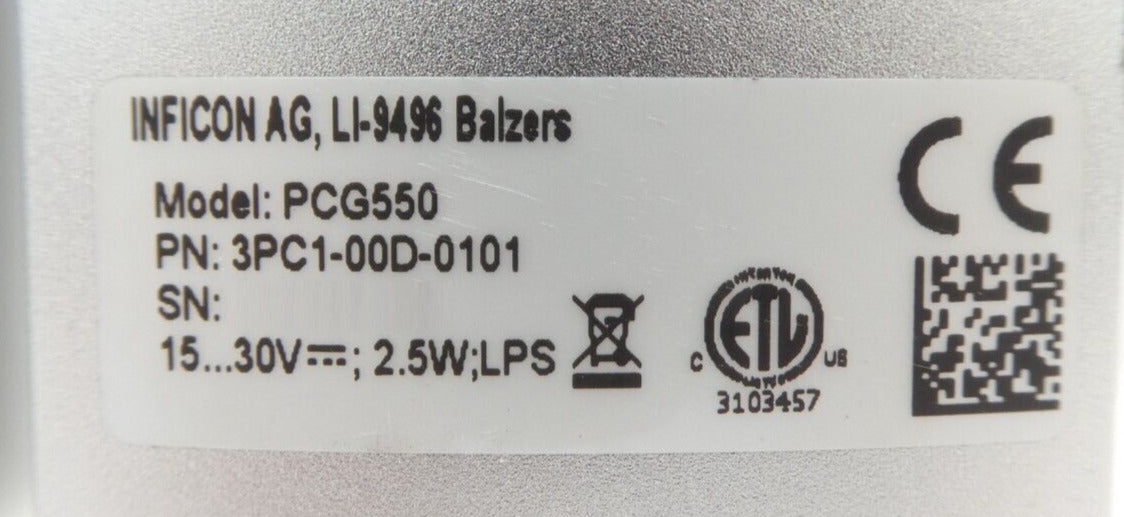 INFICON AG, LI-9496 Balzers
Model: PCG550
PN: 3PC1-00D-0101
SN:
15...30V⎓; 2.5W;LPS
CE
ETL
C US
3103457